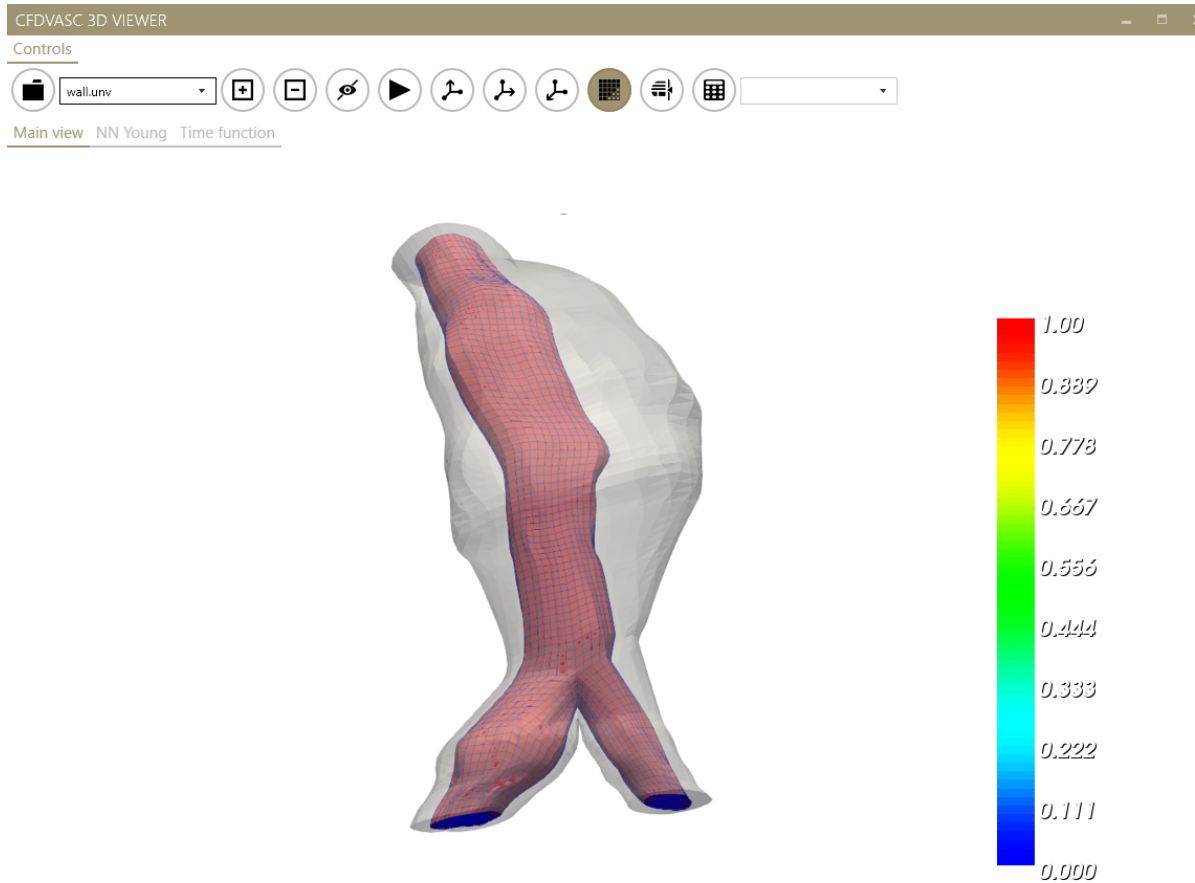 CFDVASC 3D VIEWER
Controls
wall.unv
Main view NN Young Time function
1.00
0.889
0.778
0.667
0.556
0.444
0.333
0.222
0.111
0.000